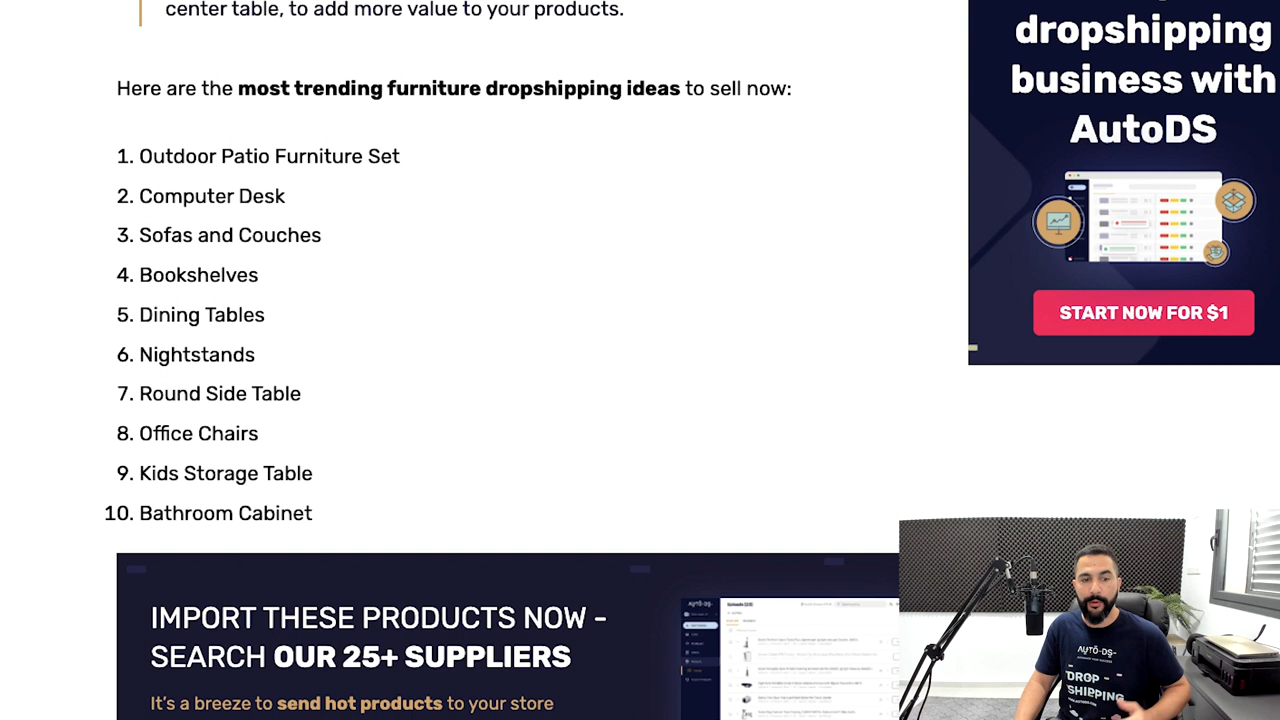 center table, to add more value to your products.
Here are the most trending furniture dropshipping ideas to sell now:
1. Outdoor Patio Furniture Set
2. Computer Desk
3. Sofas and Couches
4. Bookshelves
5. Dining Tables
6. Nightstands
7. Round Side Table
8. Office Chairs
9. Kids Storage Table
10. Bathroom Cabinet
IMPORT THESE PRODUCTS NOW -
SEARCH OUR 25+ SUPPLIERS
It's a breeze to send hot products to your store
dropshipping
business with
AutoDS
START NOW FOR $1
AUTO-DS-
DROP
SHIPPING